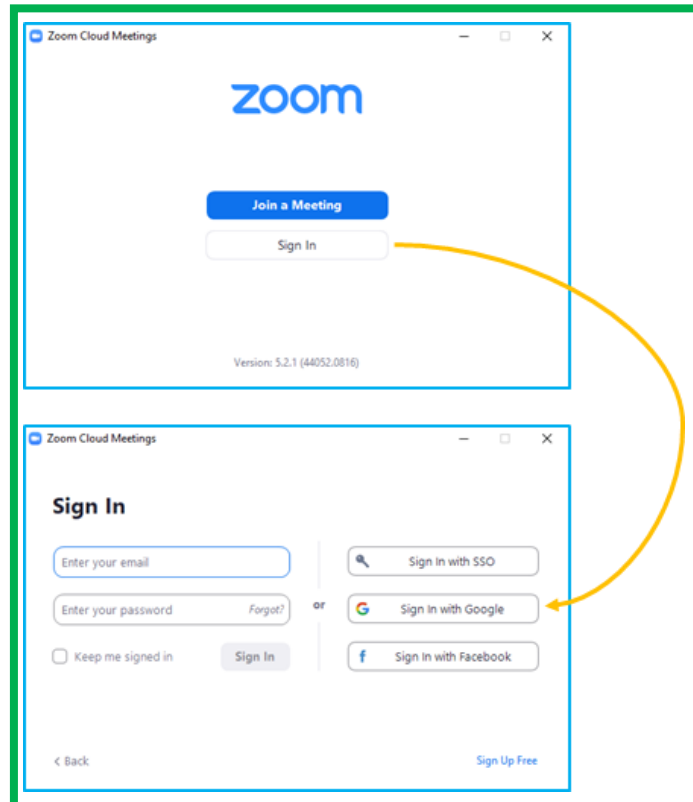 Zoom Cloud Meetings
zoom
Join a Meeting
Sign In
Version: 5.2.1 (44052.0816)
Zoom Cloud Meetings
Sign In
Enter your email
Enter your password Forgot?
Keep me signed in Sign In
or
Sign In with SSO
Sign In with Google
Sign In with Facebook
< Back
Sign Up Free